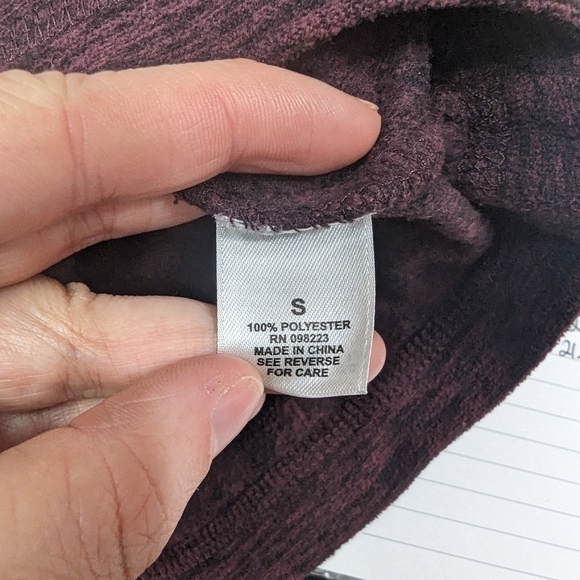 S
100% POLYESTER
RN 098223
MADE IN CHINA
SEE REVERSE
FOR CARE